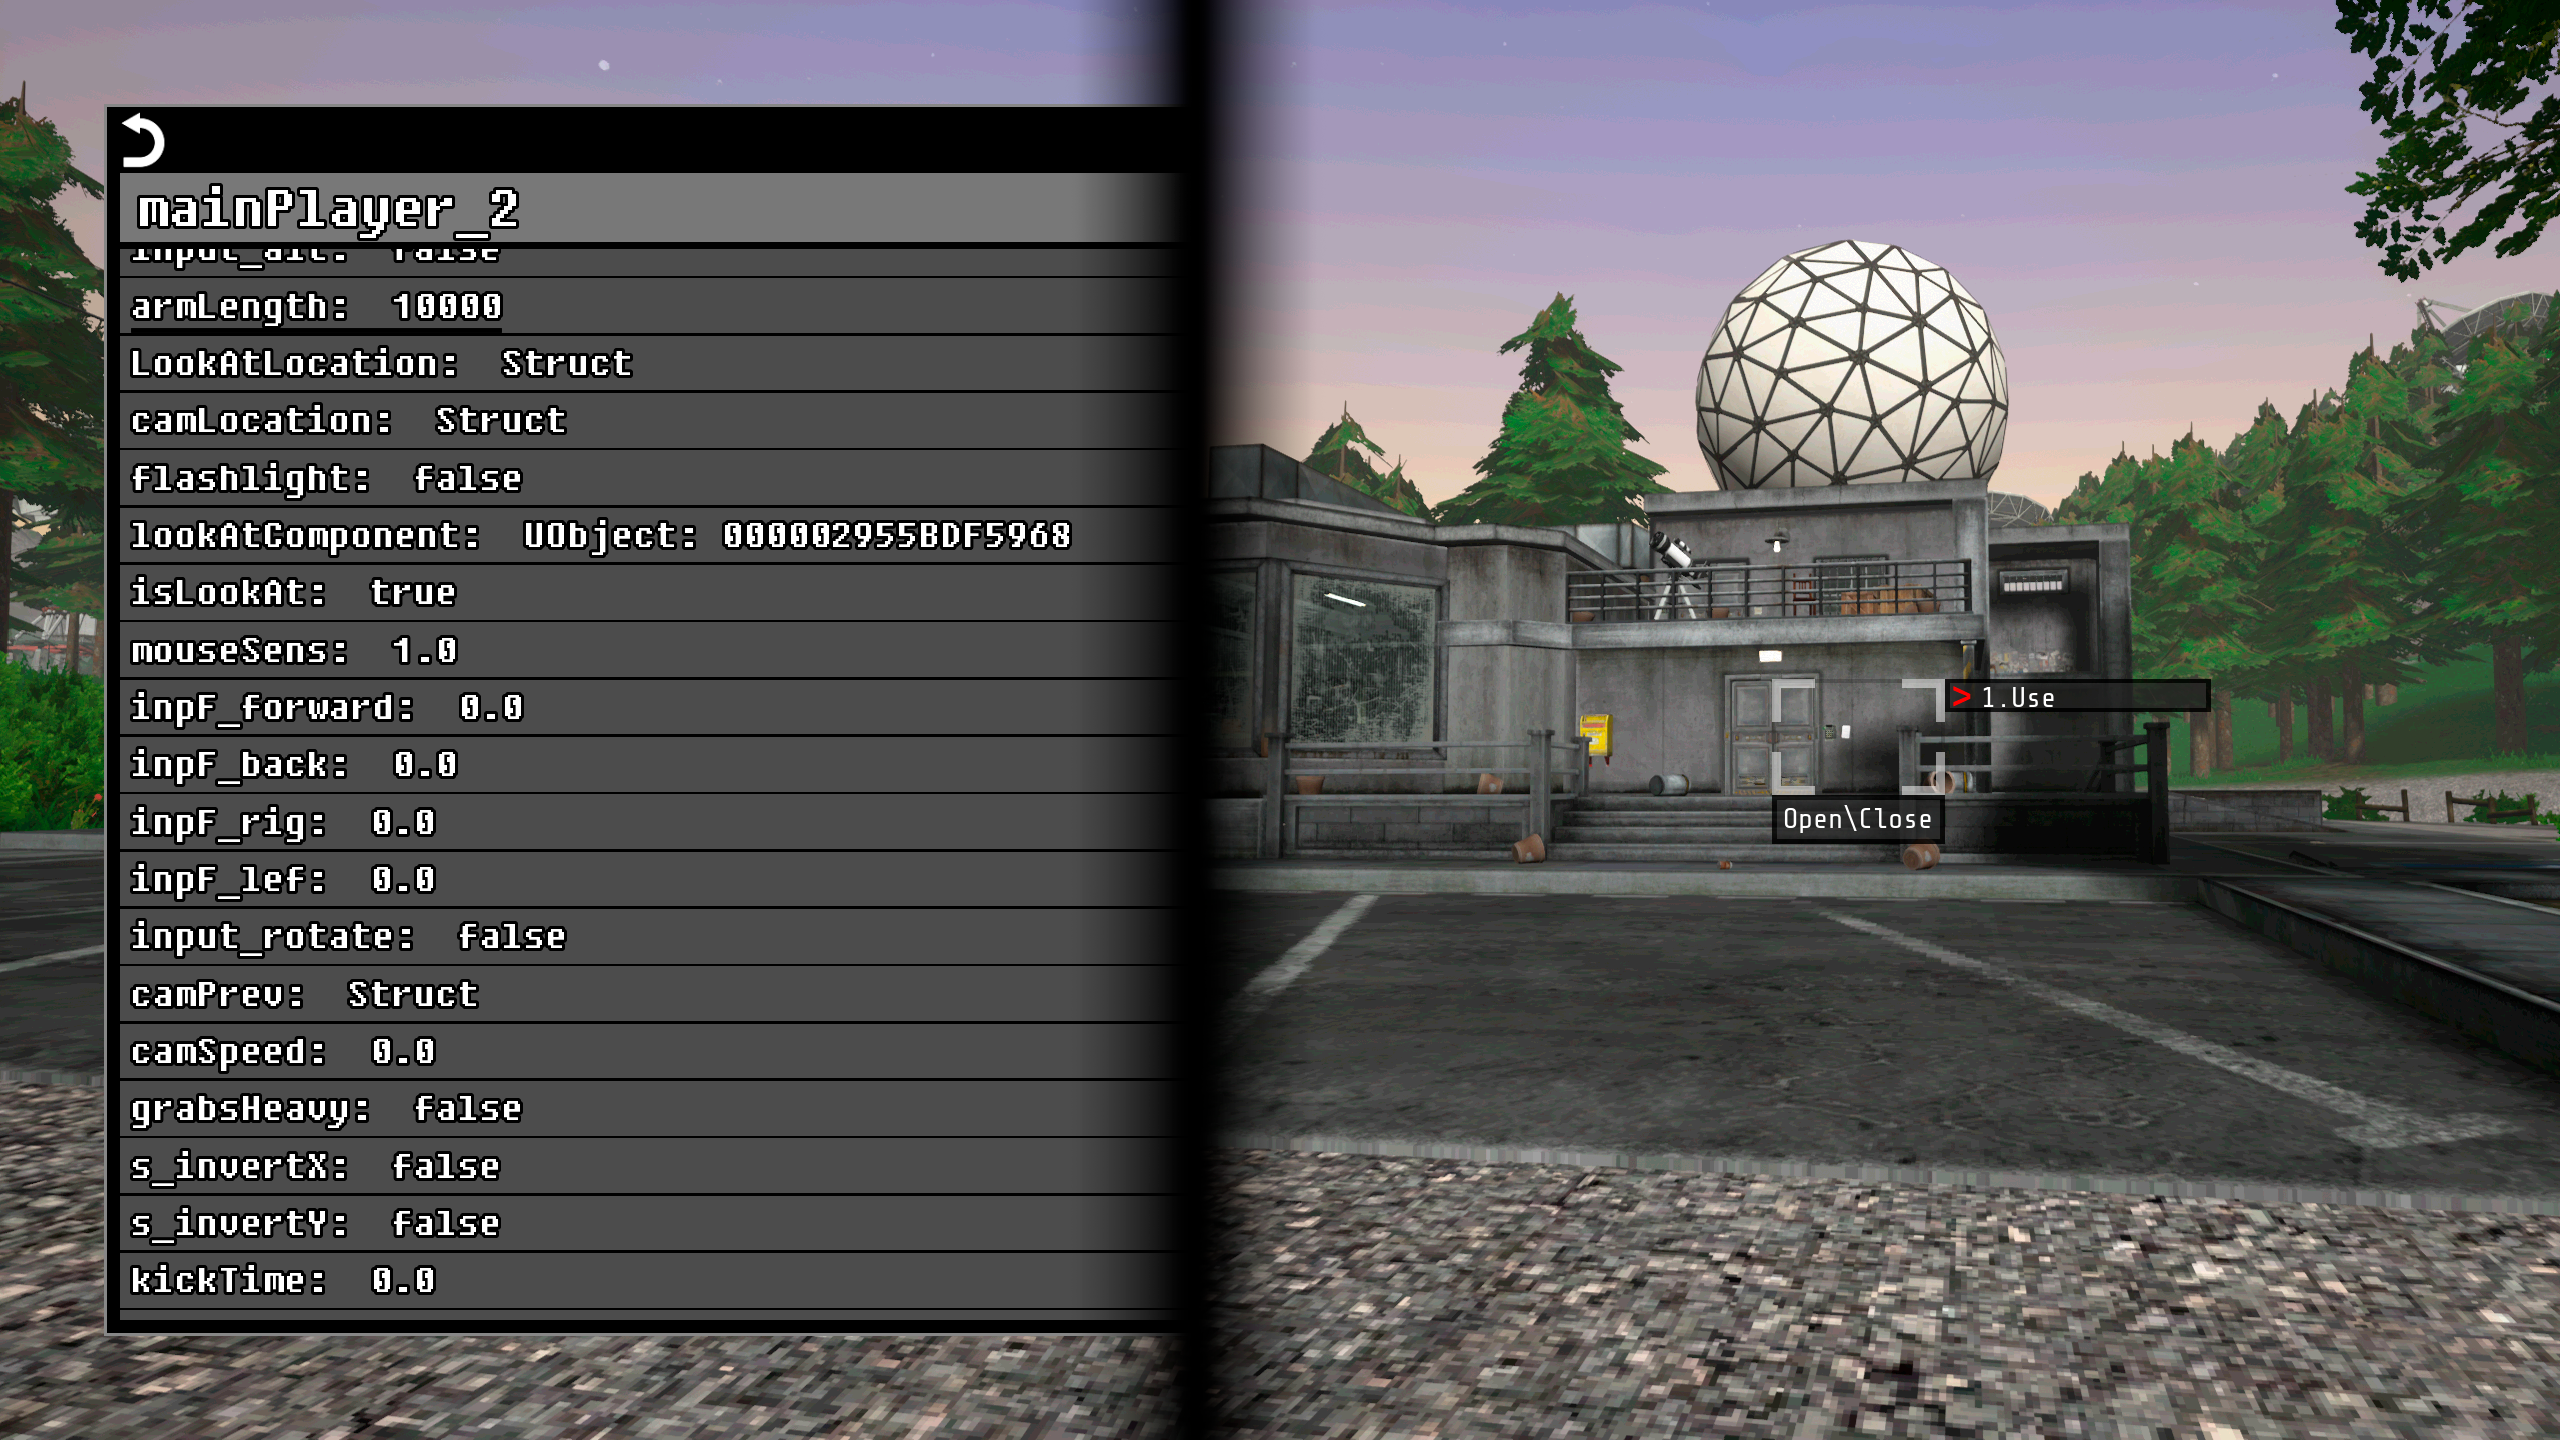 mainPlayer_2
input_alt:  false
armLength:  10000
LookAtLocation:  Struct
camLocation:  Struct
flashlight:  false
lookAtComponent:  UObject: 000002955BDF5968
isLookAt:  true
mouseSens:  1.0
inpF_forward:  0.0
inpF_back:  0.0
inpF_rig:  0.0
inpF_lef:  0.0
input_rotate:  false
camPrev:  Struct
camSpeed:  0.0
grabsHeavy:  false
s_invertX:  false
s_invertY:  false
kickTime:  0.0
> 1.Use
Open\Close